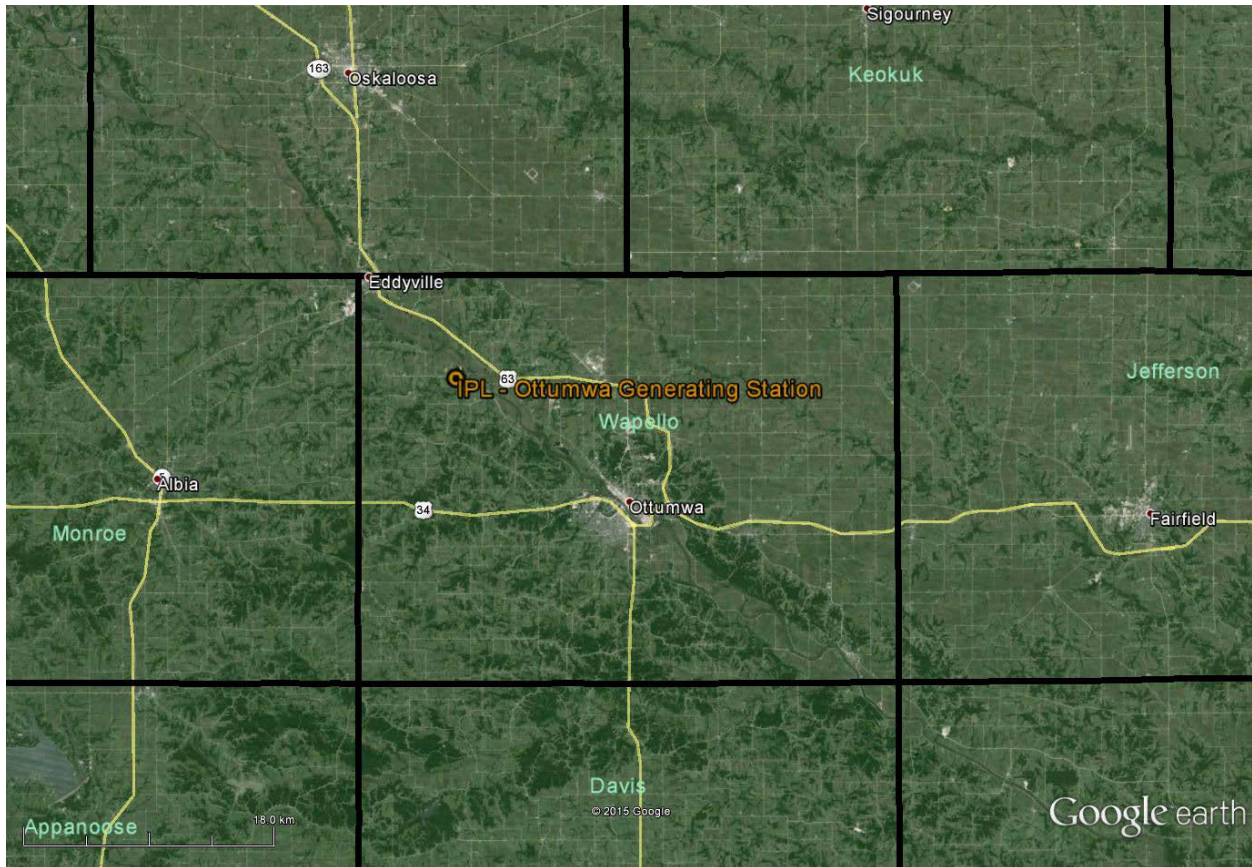 Sigourney
163
Oskaloosa
Keokuk
Eddyville
63
IPL - Ottumwa Generating Station
Jefferson
Wapello
5
Albia
34
Ottumwa
Fairfield
Monroe
Davis
© 2015 Google
Google earth
18.0 km
Appanoose